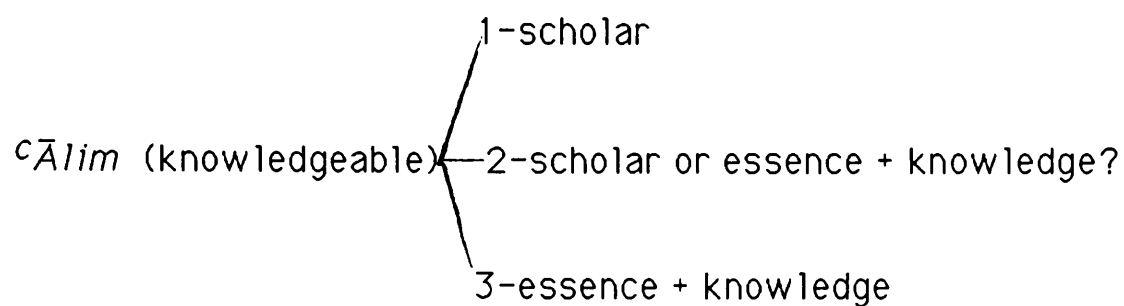 1-scholar
ᶜĀlim (knowledgeable) 2-scholar or essence + knowledge?
3-essence + knowledge